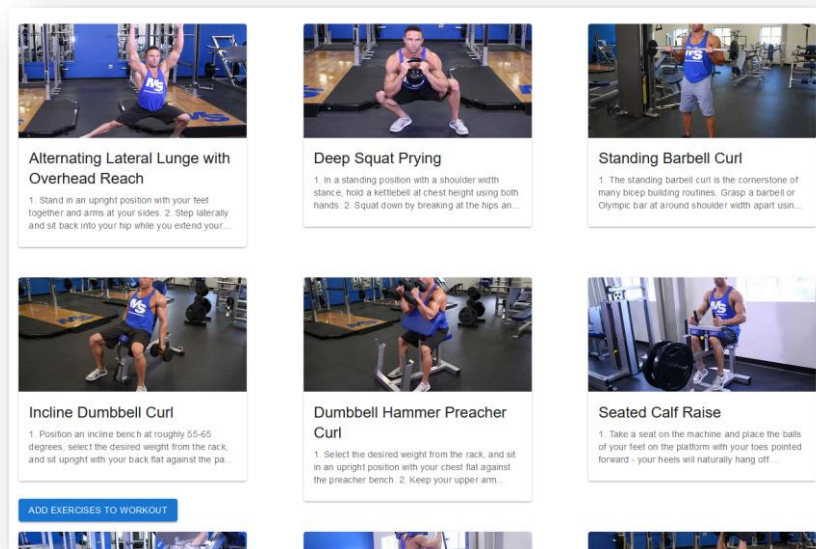 Alternating Lateral Lunge with
Overhead Reach
1. Stand in an upright position with your feet
together and arms at your sides. 2. Step laterally
and sit back into your hip while you extend your...
Deep Squat Prying
1. In a standing position with a shoulder width
stance, hold a kettlebell at chest height using both
hands. 2. Squat down by breaking at the hips an...
Standing Barbell Curl
1. The standing barbell curl is the cornerstone of
many bicep building routines. Grasp a barbell or
Olympic bar at around shoulder width apart usin...
Incline Dumbbell Curl
1. Position an incline bench at roughly 55-65
degrees, select the desired weight from the rack,
and sit upright with your back flat against the pa...
Dumbbell Hammer Preacher
Curl
1. Select the desired weight from the rack, and sit
in an upright position with your chest flat against
the preacher bench. 2. Keep your upper arm...
Seated Calf Raise
1. Take a seat on the machine and place the balls
of your feet on the platform with your toes pointed
forward - your heels will naturally hang off....
ADD EXERCISES TO WORKOUT